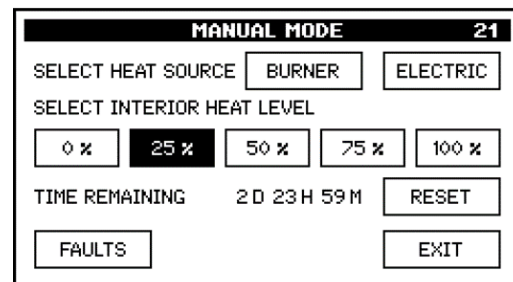 MANUAL MODE 21
SELECT HEAT SOURCE BURNER ELECTRIC
SELECT INTERIOR HEAT LEVEL
0 % 25 % 50 % 75 % 100 %
TIME REMAINING 2 D 23 H 59 M RESET
FAULTS EXIT